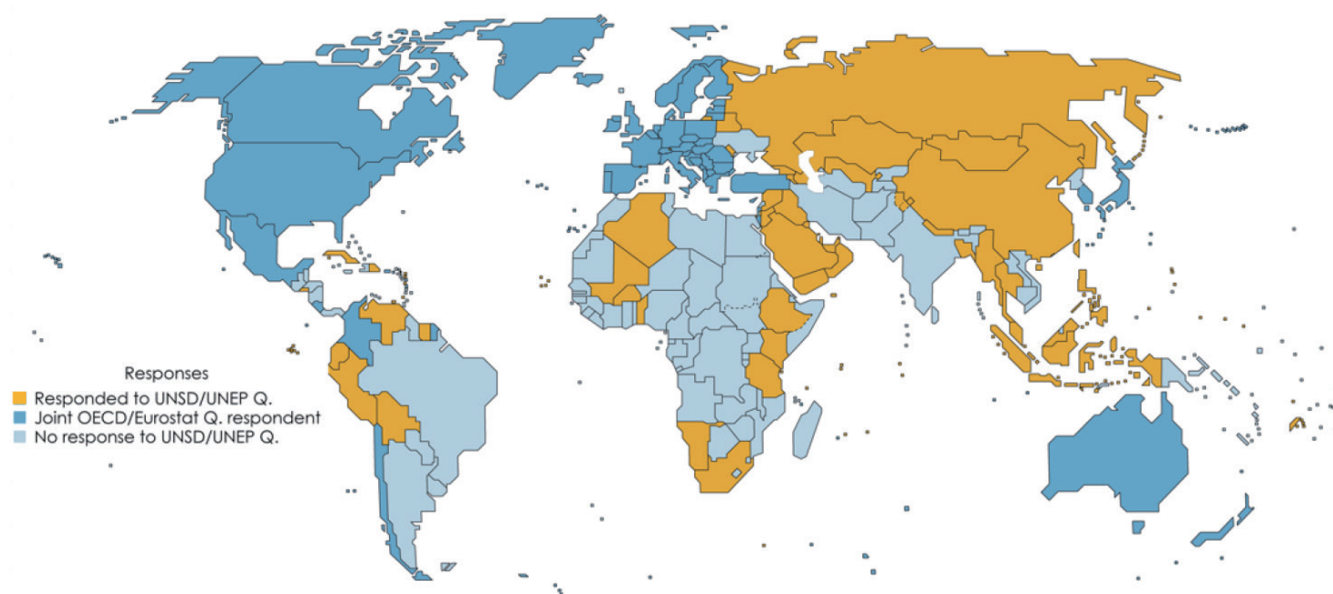 Responses
Responded to UNSD/UNEP Q.
Joint OECD/Eurostat Q. respondent
No response to UNSD/UNEP Q.